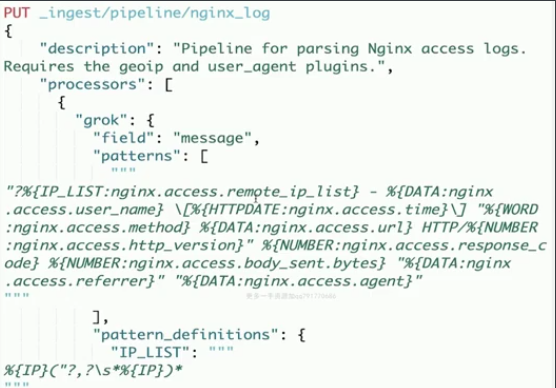 PUT _ingest/pipeline/nginx_log
{
"description": "Pipeline for parsing Nginx access logs.
Requires the geoip and user_agent plugins.",
"processors": [
{
"grok": {
"field": "message",
"patterns": [
"""
"?%{IP_LIST:nginx.access.remote_ip_list} - %{DATA:nginx
.access.user_name} \[%{HTTPDATE:nginx.access.time}\] "%{WORD
:nginx.access.method} %{DATA:nginx.access.url} HTTP/%{NUMBER
:nginx.access.http_version}" %{NUMBER:nginx.access.response_c
ode} %{NUMBER:nginx.access.body_sent.bytes} "%{DATA:nginx
.access.referrer}" "%{DATA:nginx.access.agent}"
"""
],
"pattern_definitions": {
"IP_LIST": """
%{IP}("?,?\s*%{IP})*
"""